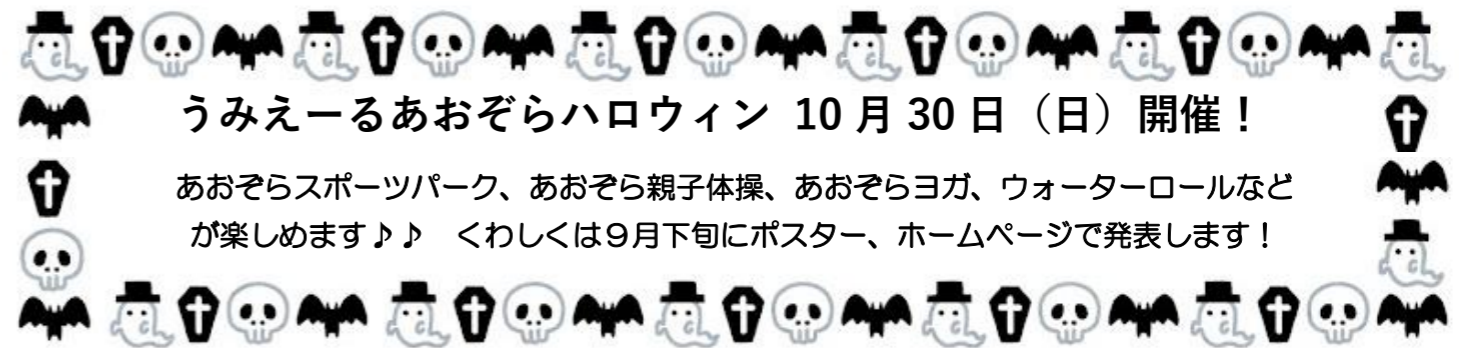 うみえーるあおぞらハロウィン 10 月 30 日（日）開催！
あおぞらスポーツパーク、あおぞら親子体操、あおぞらヨガ、ウォーターロールなど
が楽しめます♪♪　くわしくは９月下旬にポスター、ホームページで発表します！